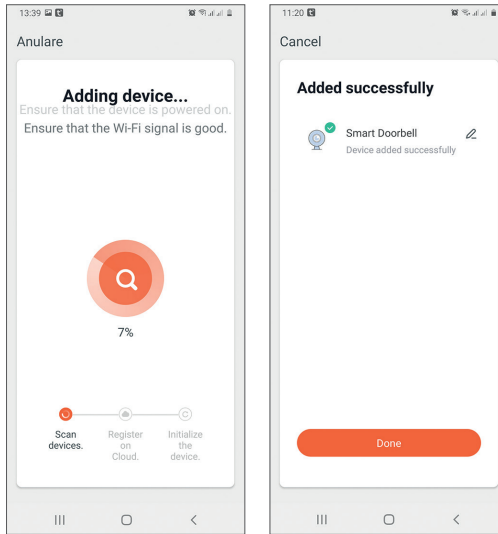 13:39
Anulare
Adding device...
Ensure that the device is powered on.
Ensure that the Wi-Fi signal is good.
7%
Scan
devices.
Register
on
Cloud.
Initialize
the
device.
11:20
Cancel
Added successfully
Smart Doorbell
Device added successfully
Done